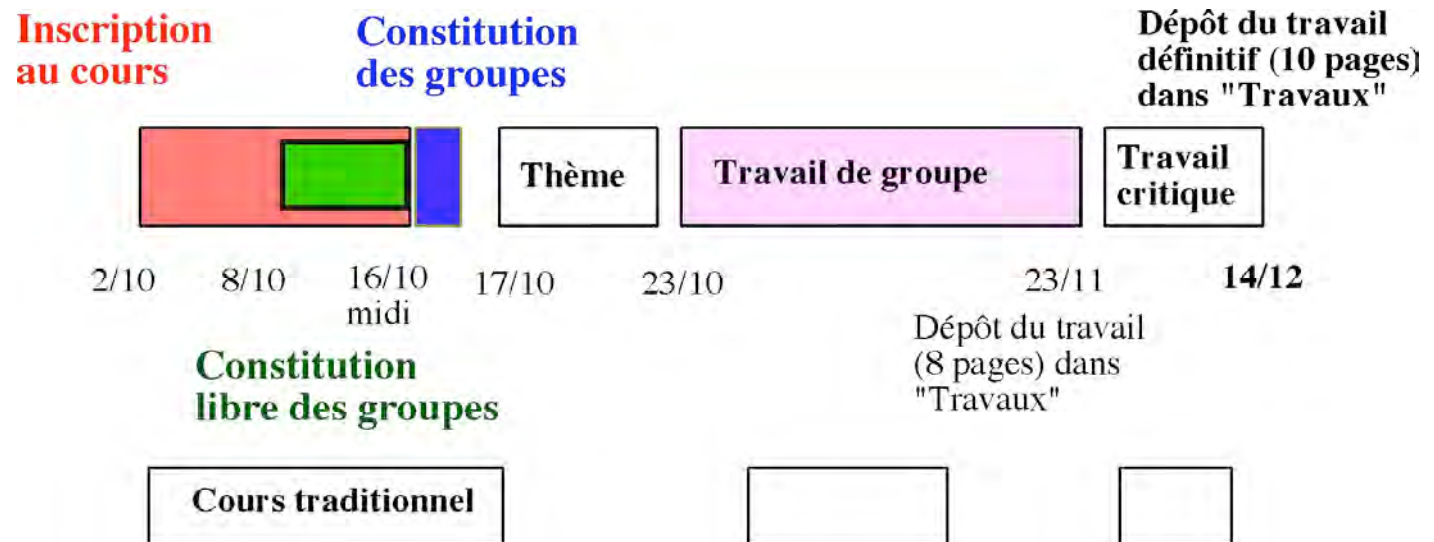 Inscription
au cours
Constitution
des groupes
Dépôt du travail
définitif (10 pages)
dans "Travaux"
Thème
Travail de groupe
Travail
critique
2/10
8/10
16/10
midi
17/10
23/10
23/11
14/12
Constitution
libre des groupes
Dépôt du travail
(8 pages) dans
"Travaux"
Cours traditionnel